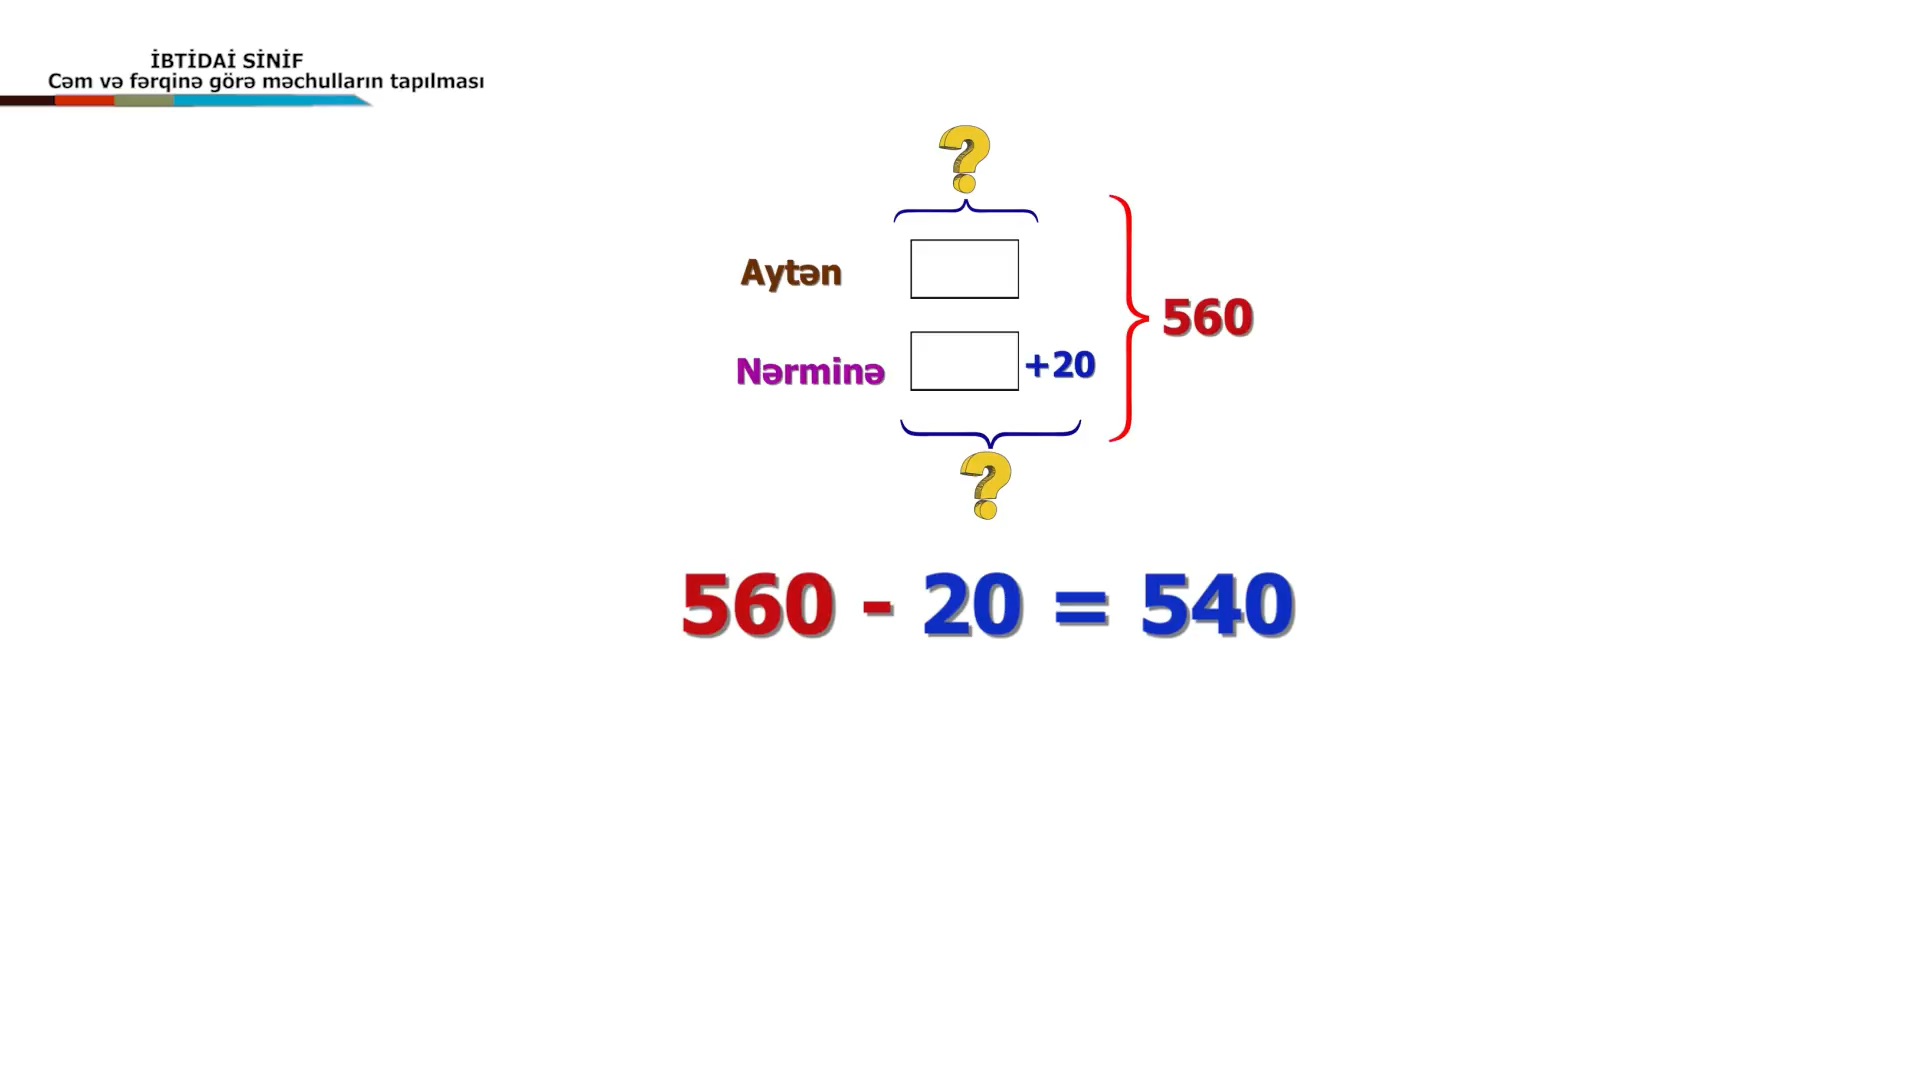 İBTİDAİ SİNİF
Cəm və fərqinə görə məchulların tapılması
?
Aytən
560
Nərminə +20
?
560 - 20 = 540